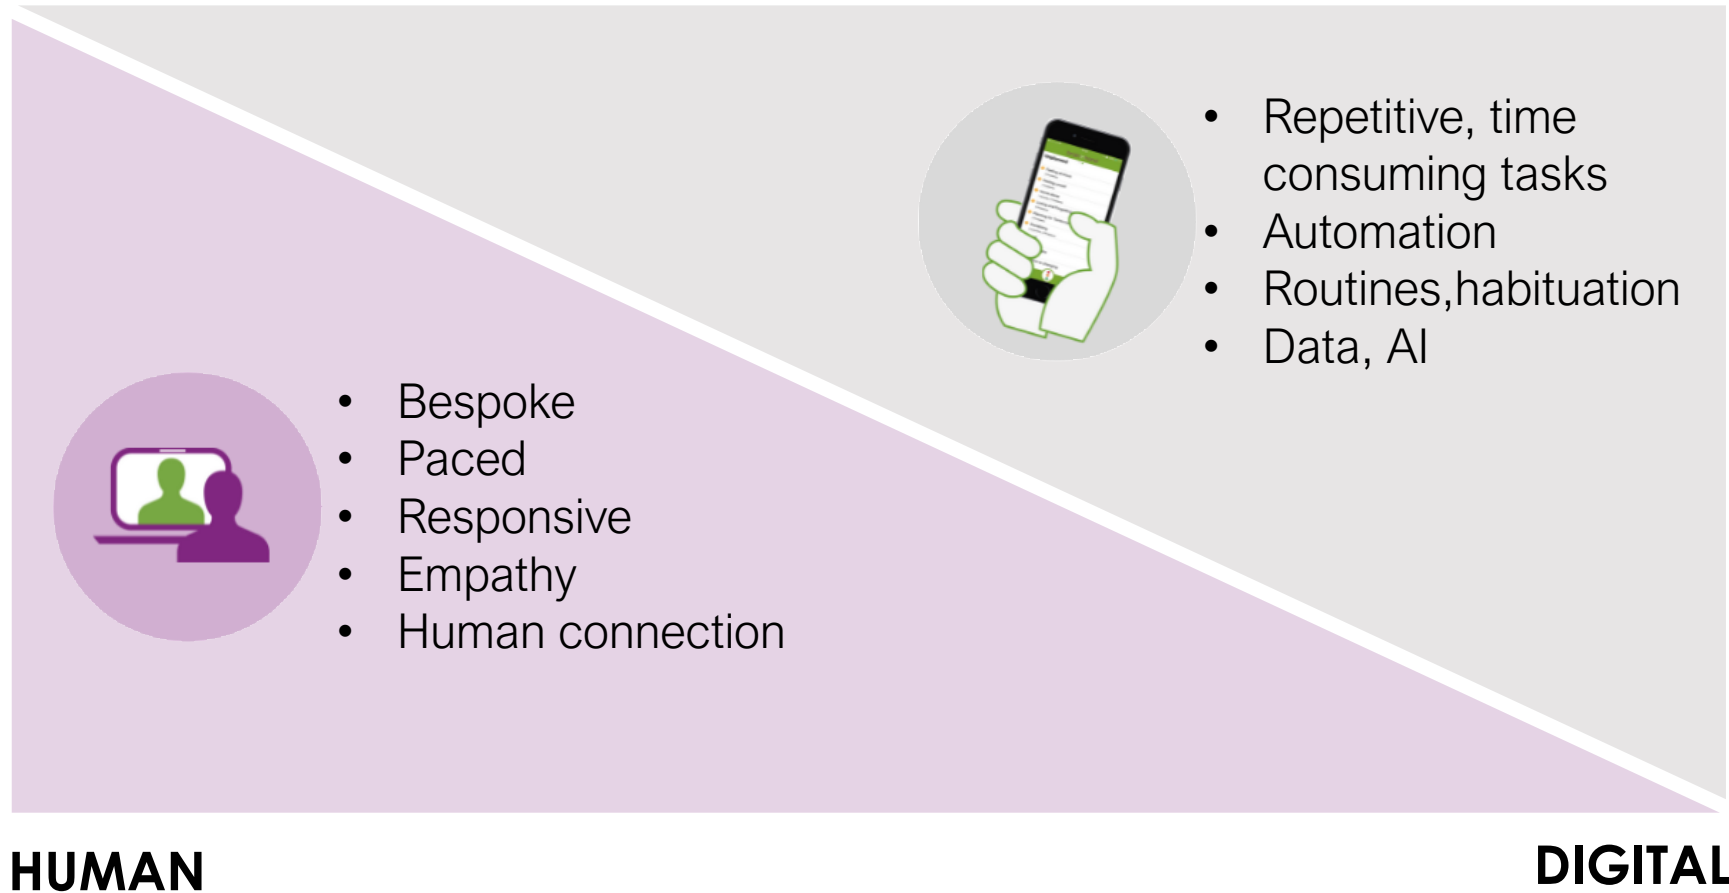 • Repetitive, time
consuming tasks
• Automation
• Routines,habituation
• Data, AI
• Bespoke
• Paced
• Responsive
• Empathy
• Human connection
HUMAN
DIGITAL